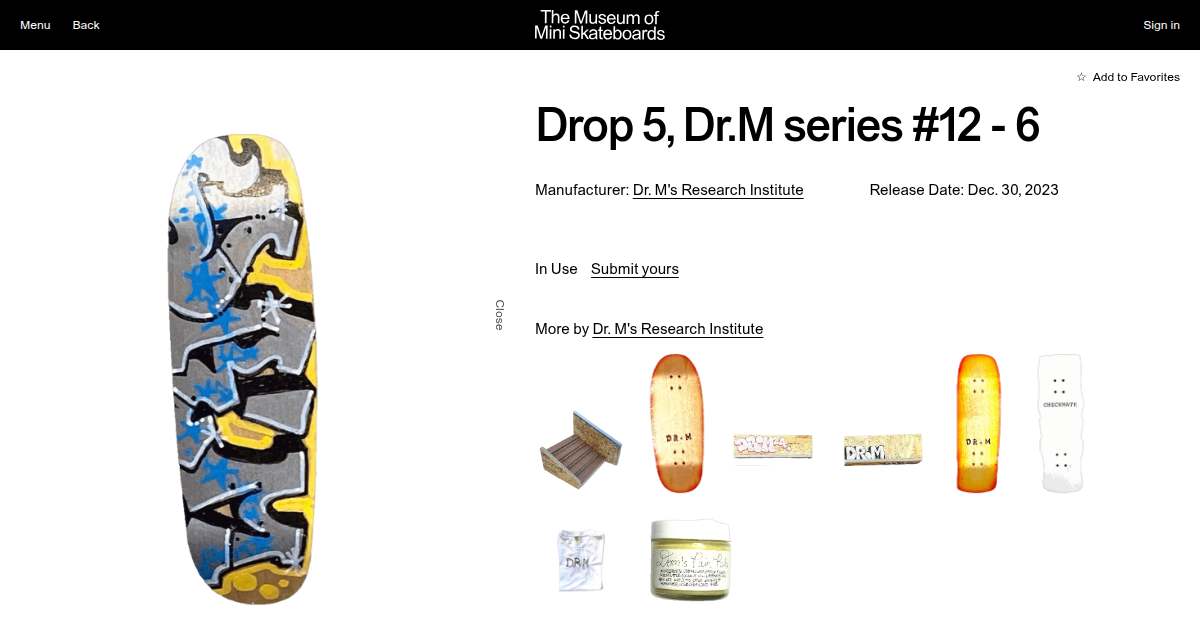 Menu
Back
The Museum of
Mini Skateboards
Sign in
☆ Add to Favorites
Drop 5, Dr.M series #12 - 6
Manufacturer: Dr. M's Research Institute
Release Date: Dec. 30, 2023
In Use Submit yours
Close
More by Dr. M's Research Institute
DR.M
DR.M
DR.M
CHECKMATE
DR.M